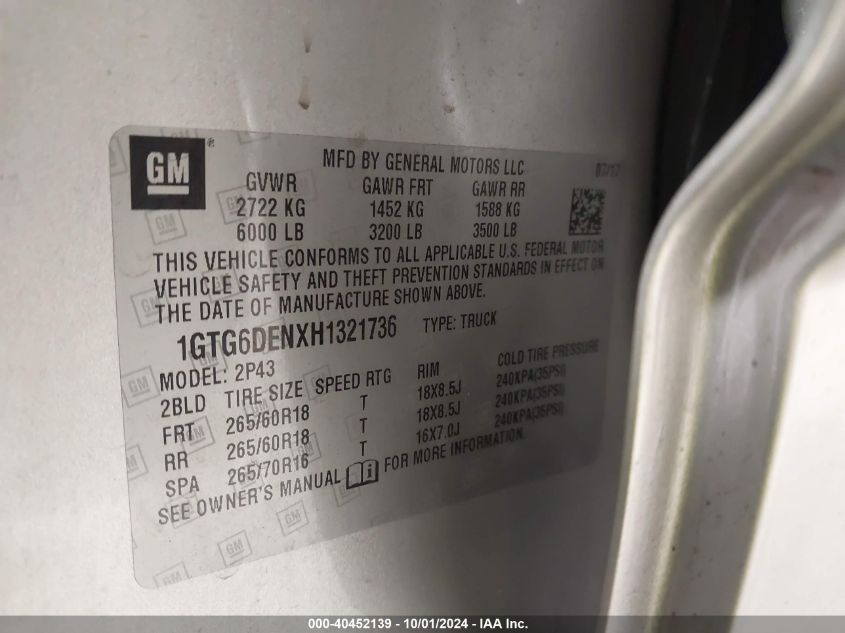 GM
MFD BY GENERAL MOTORS LLC 07/17
GVWR GAWR FRT GAWR RR
2722 KG 1452 KG 1588 KG
6000 LB 3200 LB 3500 LB
THIS VEHICLE CONFORMS TO ALL APPLICABLE U.S. FEDERAL MOTOR
VEHICLE SAFETY AND THEFT PREVENTION STANDARDS IN EFFECT ON
THE DATE OF MANUFACTURE SHOWN ABOVE.
1GTG6DENXH1321736 TYPE: TRUCK
MODEL: 2P43
2BLD TIRE SIZE SPEED RTG RIM COLD TIRE PRESSURE
FRT 265/60R18 T 18X8.5J 240KPA(35PSI)
RR 265/60R18 T 18X8.5J 240KPA(35PSI)
SPA 265/70R16 T 16X7.0J 240KPA(35PSI)
SEE OWNER'S MANUAL FOR MORE INFORMATION.
000-40452139 - 10/01/2024 - IAA Inc.